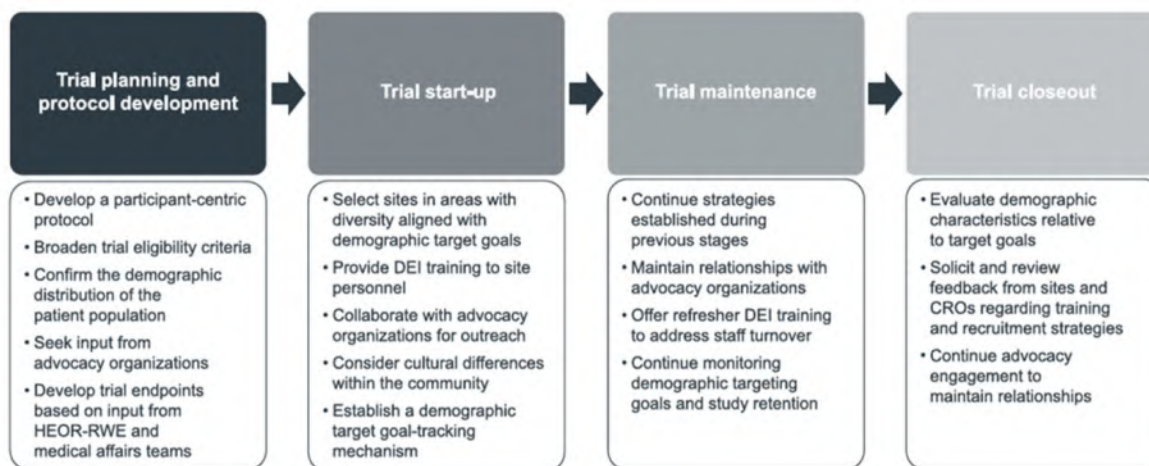 Trial planning and
protocol development
• Develop a participant-centric
protocol
• Broaden trial eligibility criteria
• Confirm the demographic
distribution of the
patient population
• Seek input from
advocacy organizations
• Develop trial endpoints
based on input from
HEOR-RWE and
medical affairs teams
Trial start-up
• Select sites in areas with
diversity aligned with
demographic target goals
• Provide DEI training to site
personnel
• Collaborate with advocacy
organizations for outreach
• Consider cultural differences
within the community
• Establish a demographic
target goal-tracking
mechanism
Trial maintenance
• Continue strategies
established during
previous stages
• Maintain relationships with
advocacy organizations
• Offer refresher DEI training
to address staff turnover
• Continue monitoring
demographic targeting
goals and study retention
Trial closeout
• Evaluate demographic
characteristics relative
to target goals
• Solicit and review
feedback from sites and
CROs regarding training
and recruitment strategies
• Continue advocacy
engagement to
maintain relationships